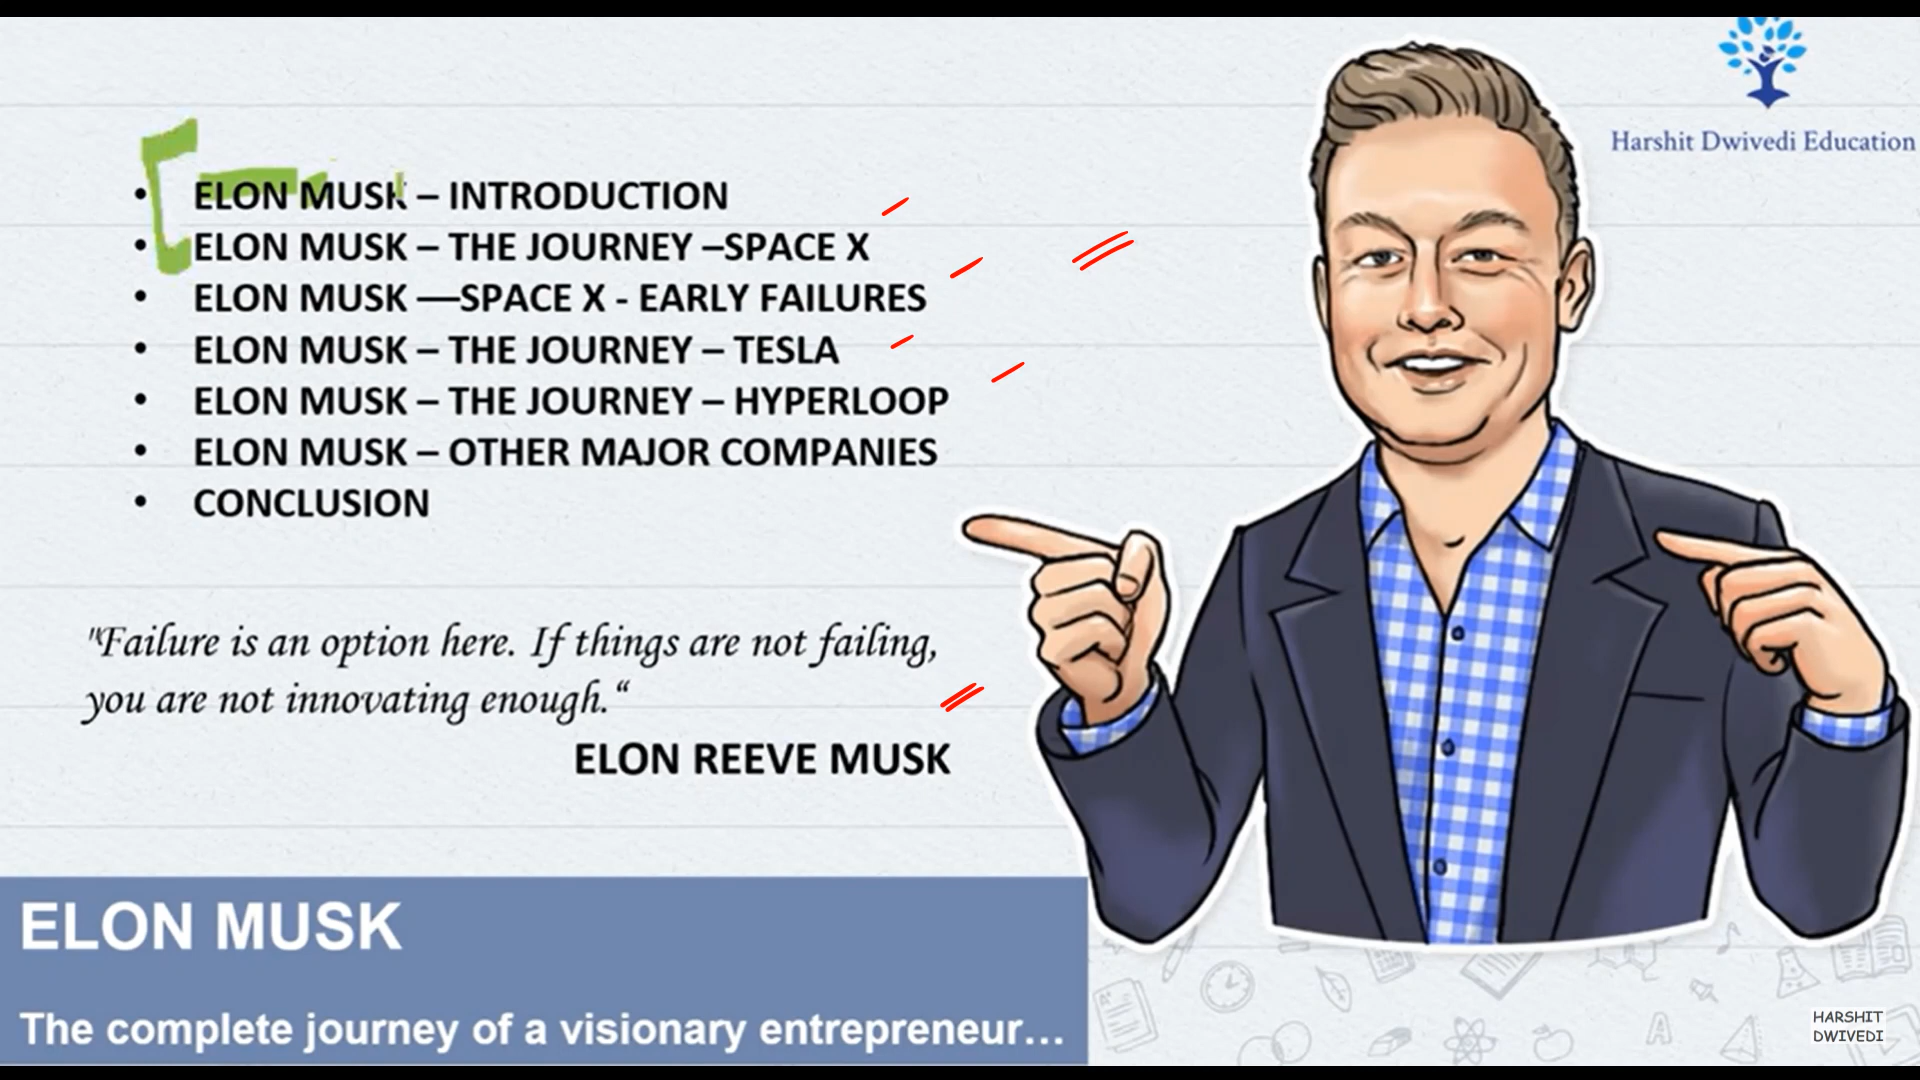 Harshit Dwivedi Education
• ELON MUSK – INTRODUCTION
• ELON MUSK – THE JOURNEY –SPACE X
• ELON MUSK —SPACE X - EARLY FAILURES
• ELON MUSK – THE JOURNEY – TESLA
• ELON MUSK – THE JOURNEY – HYPERLOOP
• ELON MUSK – OTHER MAJOR COMPANIES
• CONCLUSION
"Failure is an option here. If things are not failing,
you are not innovating enough.“
ELON REEVE MUSK
ELON MUSK
The complete journey of a visionary entrepreneur...
HARSHIT
DWIVEDI